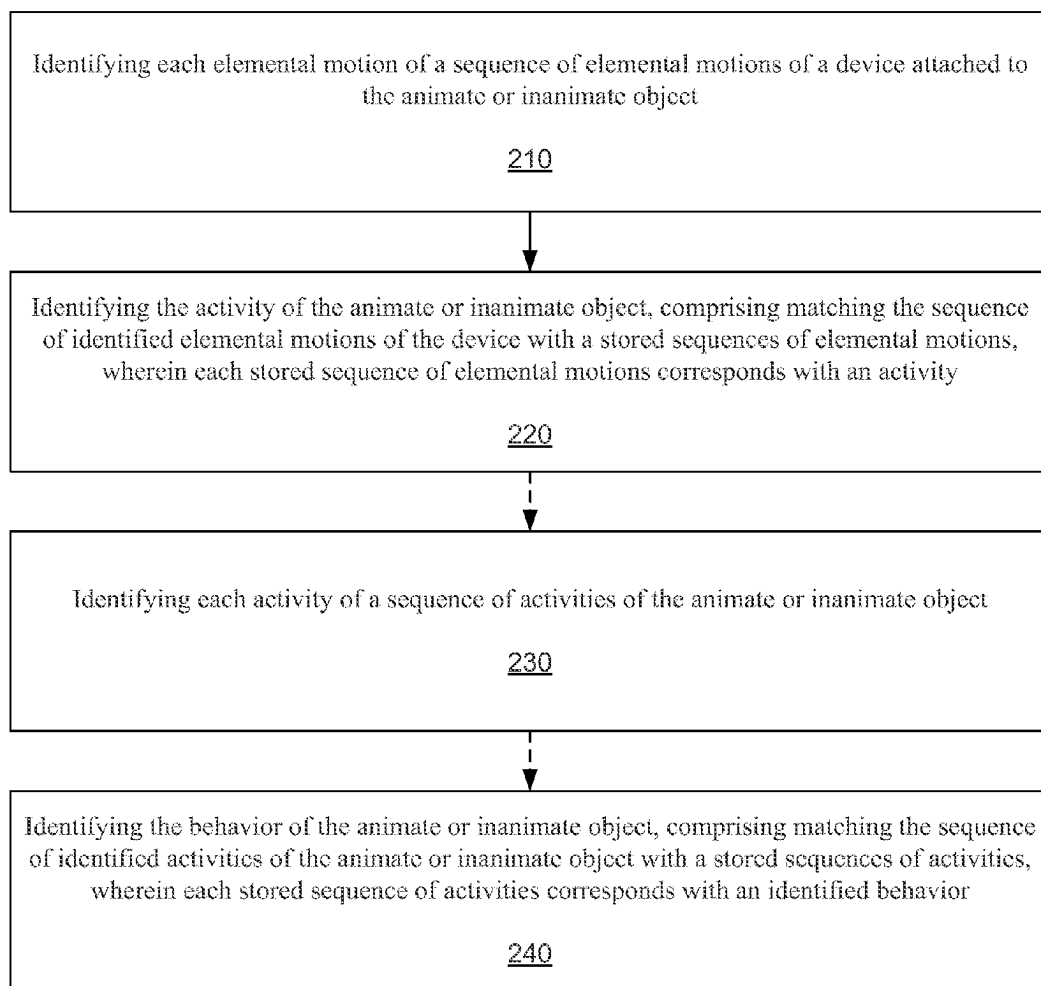 Identifying each elemental motion of a sequence of elemental motions of a device attached to
the animate or inanimate object
210
Identifying the activity of the animate or inanimate object, comprising matching the sequence
of identified elemental motions of the device with a stored sequences of elemental motions,
wherein each stored sequence of elemental motions corresponds with an activity
220
Identifying each activity of a sequence of activities of the animate or inanimate object
230
Identifying the behavior of the animate or inanimate object, comprising matching the sequence
of identified activities of the animate or inanimate object with a stored sequences of activities,
wherein each stored sequence of activities corresponds with an identified behavior
240